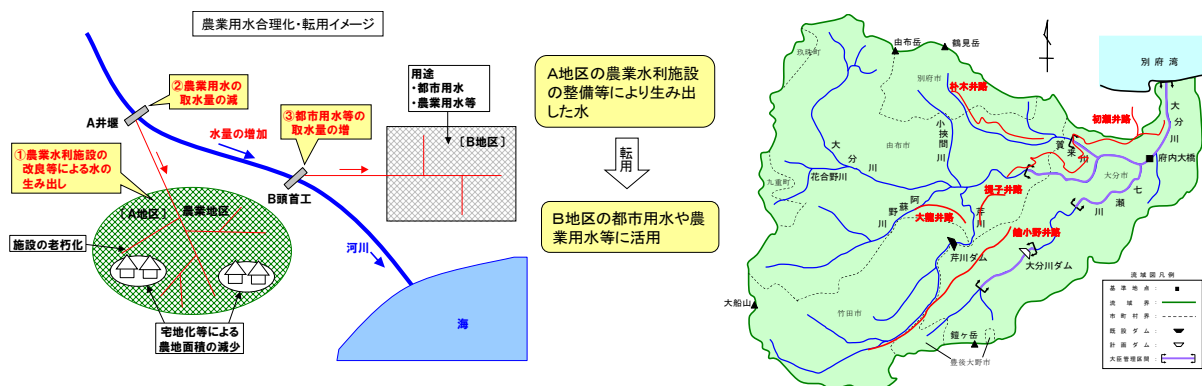 農業用水合理化・転用イメージ
②農業用水の
取水量の減
A井堰
用途
・都市用水
・農業用水等
③都市用水等の
取水量の増
水量の増加
〔B地区〕
①農業水利施設の
改良等による水の
生み出し
B頭首工
〔A地区〕
農業地区
施設の老朽化
河川
海
宅地化等による
農地面積の減少
A地区の農業水利施設
の整備等により生み出
した水
転用
B地区の都市用水や農
業用水等に活用
玖珠町
由布岳
鶴見岳
別府湾
別府市
朴木井路
初瀬井路
大分川
小挾間川
賀来川
府内大橋
大分川
由布市
大分市
九重町
花合野川
提子井路
七瀬川
阿蘇野川
大龍井路
芹川
鑰小野井路
芹川ダム
大分川ダム
大船山
竹田市
鎧ヶ岳
豊後大野市
流域図凡例
基準地点：
流域界：
市町村界：
既設ダム：
計画ダム：
大臣管理区間：